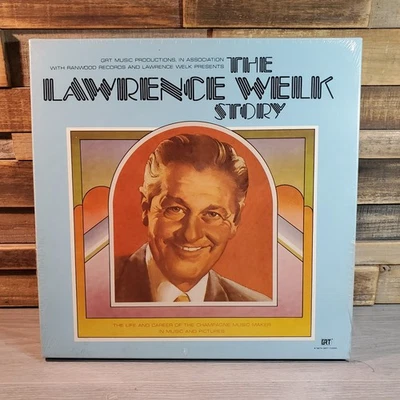 GRT MUSIC PRODUCTIONS, IN ASSOCIATION
WITH RANWOOD RECORDS AND LAWRENCE WELK PRESENTS
THE
LAWRENCE WELK
STORY
"THE LIFE AND CAREER OF THE CHAMPAGNE MUSIC MAKER"
IN MUSIC AND PICTURES
GRT